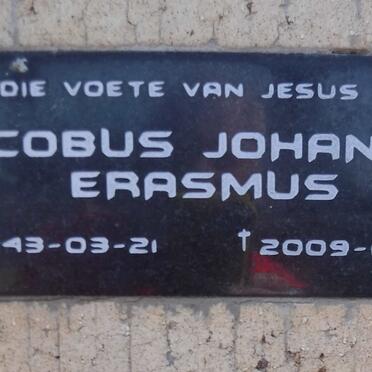 DIE VOETE VAN JESUS
COBUS JOHAN
ERASMUS
43-03-21 † 2009-